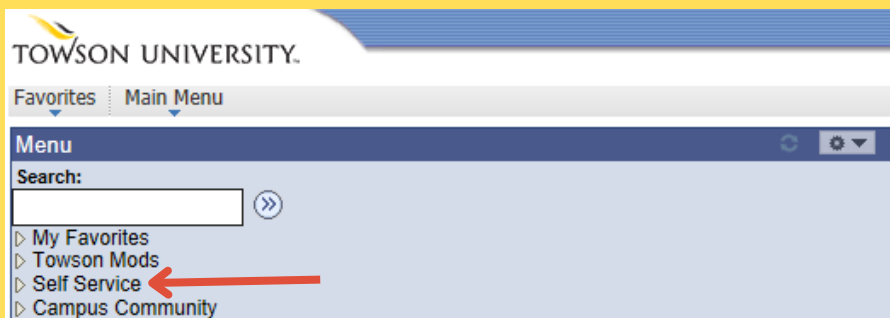 TOWSON UNIVERSITY.
Favorites Main Menu
Menu
Search:
My Favorites
Towson Mods
Self Service
Campus Community